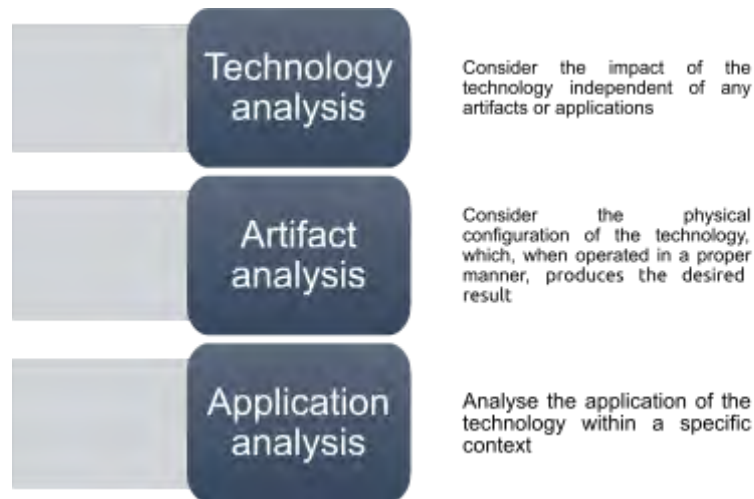 Technology
analysis
Consider the impact of the
technology independent of any
artifacts or applications
Artifact
analysis
Consider the physical
configuration of the technology,
which, when operated in a proper
manner, produces the desired
result
Application
analysis
Analyse the application of the
technology within a specific
context